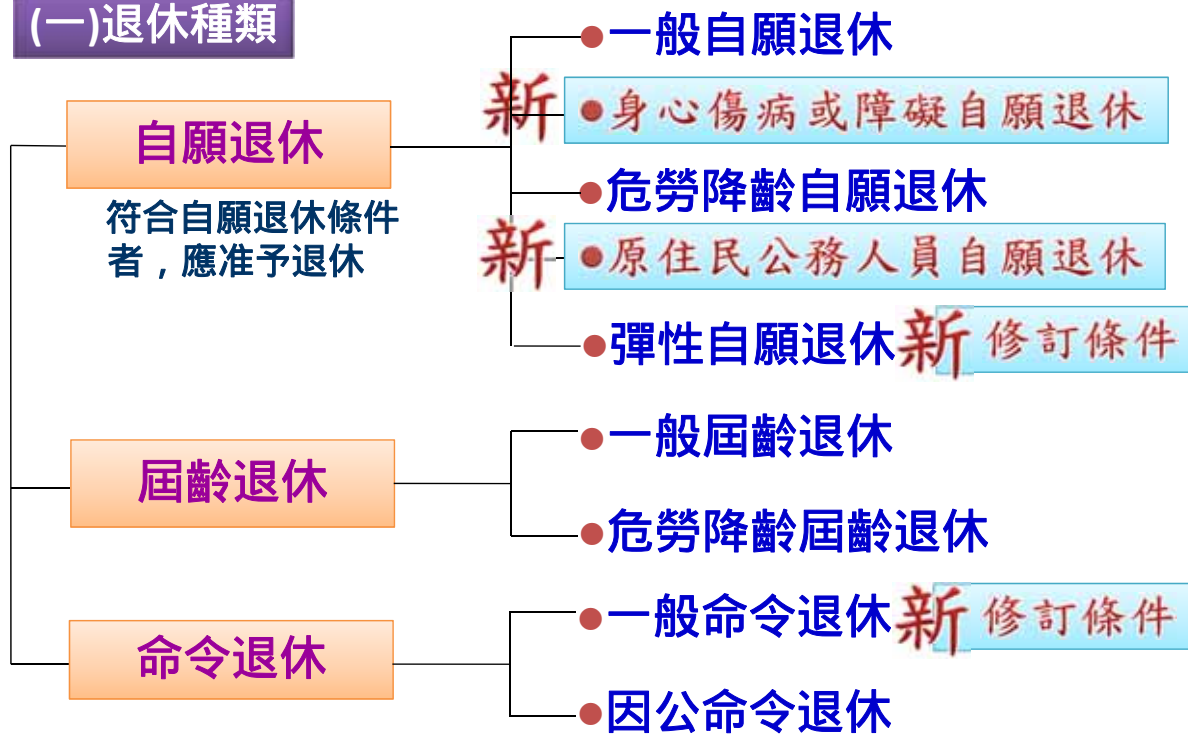 (一)退休種類
自願退休
符合自願退休條件
者，應准予退休
●一般自願退休
新 ●身心傷病或障礙自願退休
●危勞降齡自願退休
新 ●原住民公務人員自願退休
●彈性自願退休 新 修訂條件
屆齡退休
●一般屆齡退休
●危勞降齡屆齡退休
命令退休
●一般命令退休 新 修訂條件
●因公命令退休